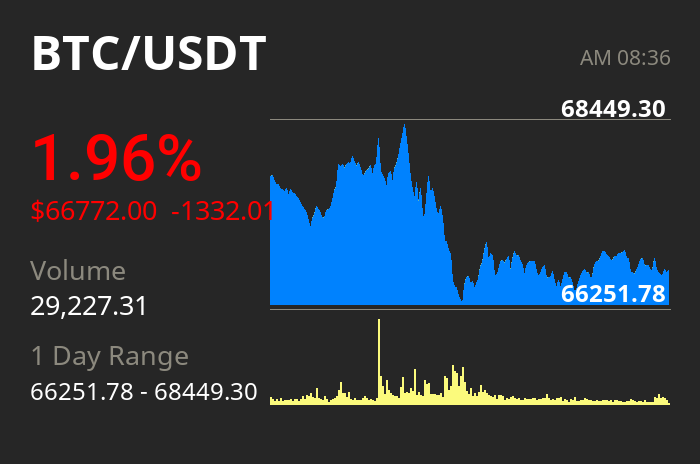 BTC/USDT
AM 08:36
68449.30
1.96%
$66772.00 -1332.01
Volume
29,227.31
66251.78
1 Day Range
66251.78 - 68449.30